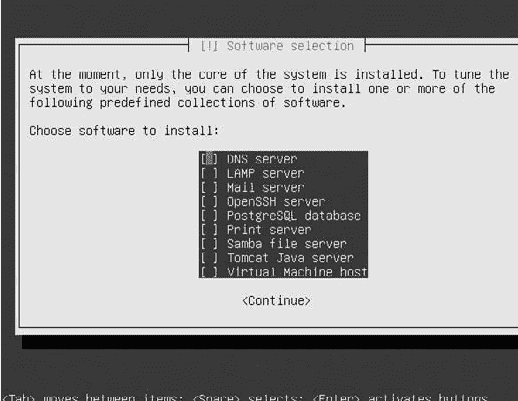 [!] Software selection
At the moment, only the core of the system is installed. To tune the
system to your needs, you can choose to install one or more of the
following predefined collections of software.
Choose software to install:
[ ] DNS server
[ ] LAMP server
[ ] Mail server
[ ] OpenSSH server
[ ] PostgreSQL database
[ ] Print server
[ ] Samba file server
[ ] Tomcat Java server
[ ] Virtual Machine host
<Continue>
<Tab> moves between items; <Space> selects; <Enter> activates buttons